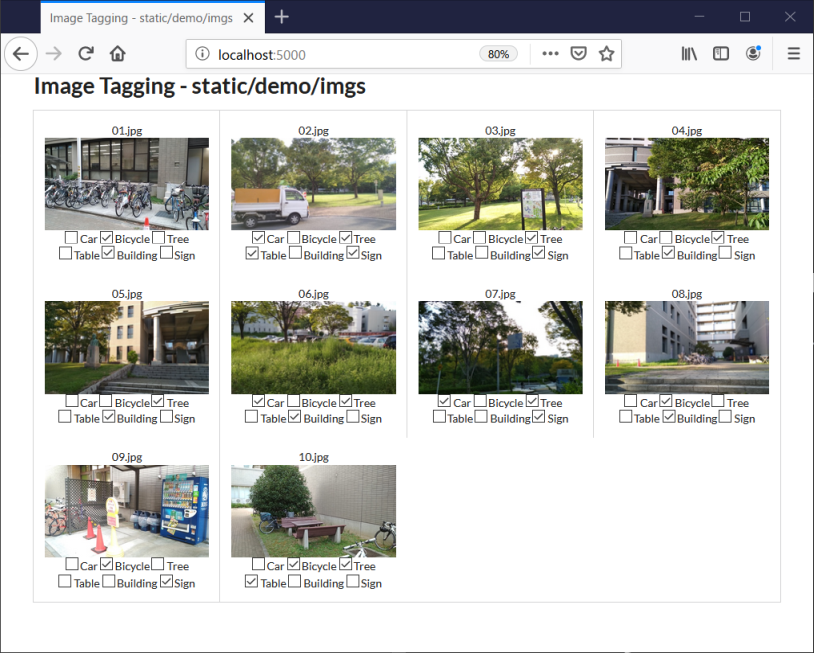 Image Tagging - static/demo/imgs
localhost:5000
80%
Image Tagging - static/demo/imgs
01.jpg 02.jpg 03.jpg 04.jpg
Car Bicycle Tree Car Bicycle Tree Car Bicycle Tree Car Bicycle Tree
Table Building Sign Table Building Sign Table Building Sign Table Building Sign
05.jpg 06.jpg 07.jpg 08.jpg
Car Bicycle Tree Car Bicycle Tree Car Bicycle Tree Car Bicycle Tree
Table Building Sign Table Building Sign Table Building Sign Table Building Sign
09.jpg 10.jpg
Car Bicycle Tree Car Bicycle Tree
Table Building Sign Table Building Sign